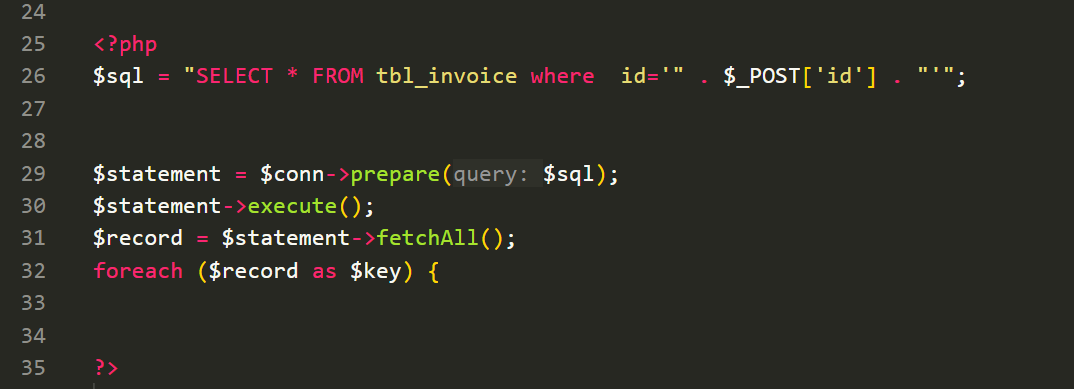 24
25 <?php
26 $sql = "SELECT * FROM tbl_invoice where  id='" . $_POST['id'] . "'";
27
28
29 $statement = $conn->prepare(query: $sql);
30 $statement->execute();
31 $record = $statement->fetchAll();
32 foreach ($record as $key) {
33
34
35 ?>